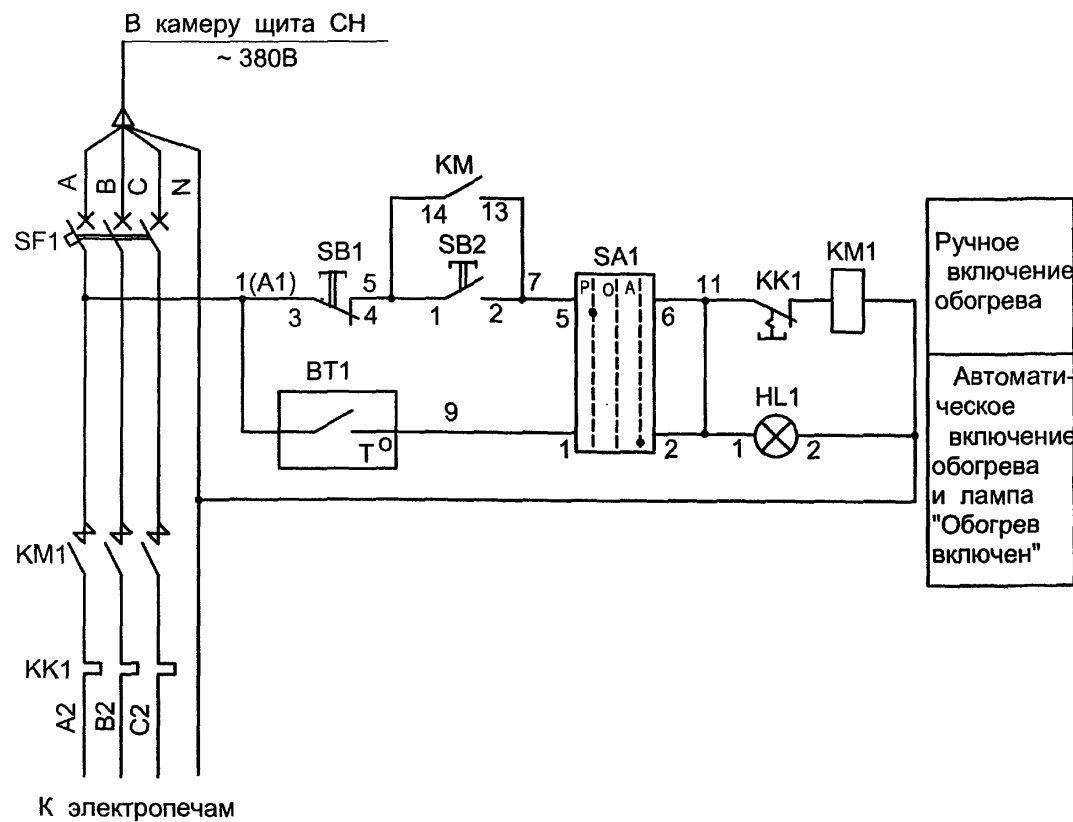 В камеру щита СН
~ 380В
A
B
C
N
SF1
KM
14
13
SB1
SB2
1(A1)
3
5
4
1
2
7
SA1
Р
О
А
5
6
11
KK1
KM1
BT1
T°
9
1
2
HL1
1
2
Ручное
включение
обогрева
Автомати-
ческое
включение
обогрева
и лампа
"Обогрев
включен"
KM1
KK1
A2
B2
C2
К электропечам